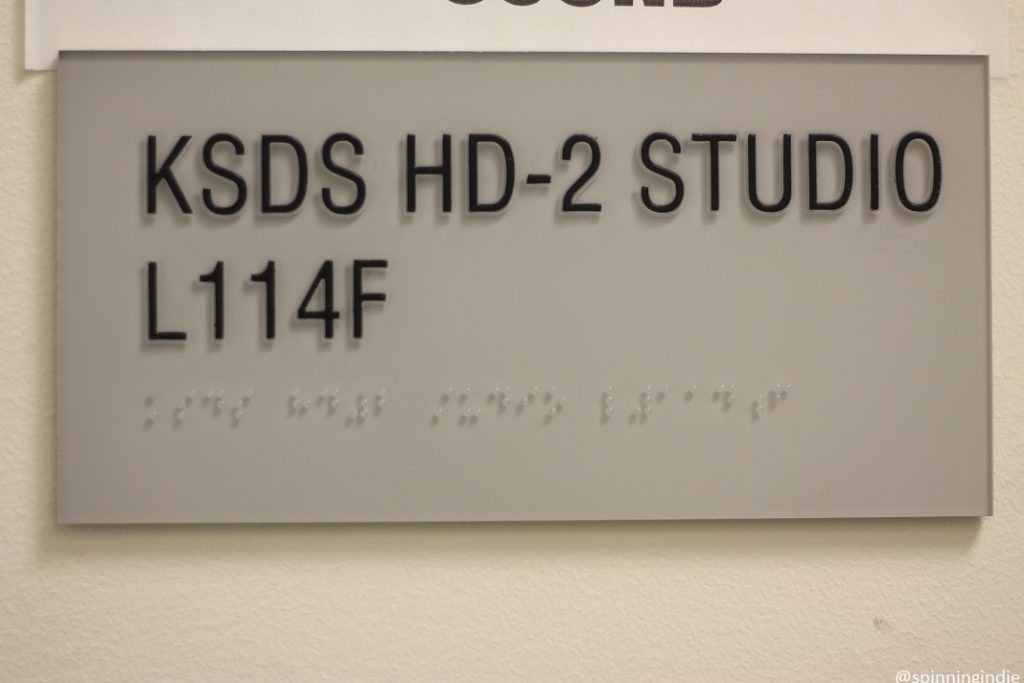 KSDS HD-2 STUDIO
L114F
@spinningindie